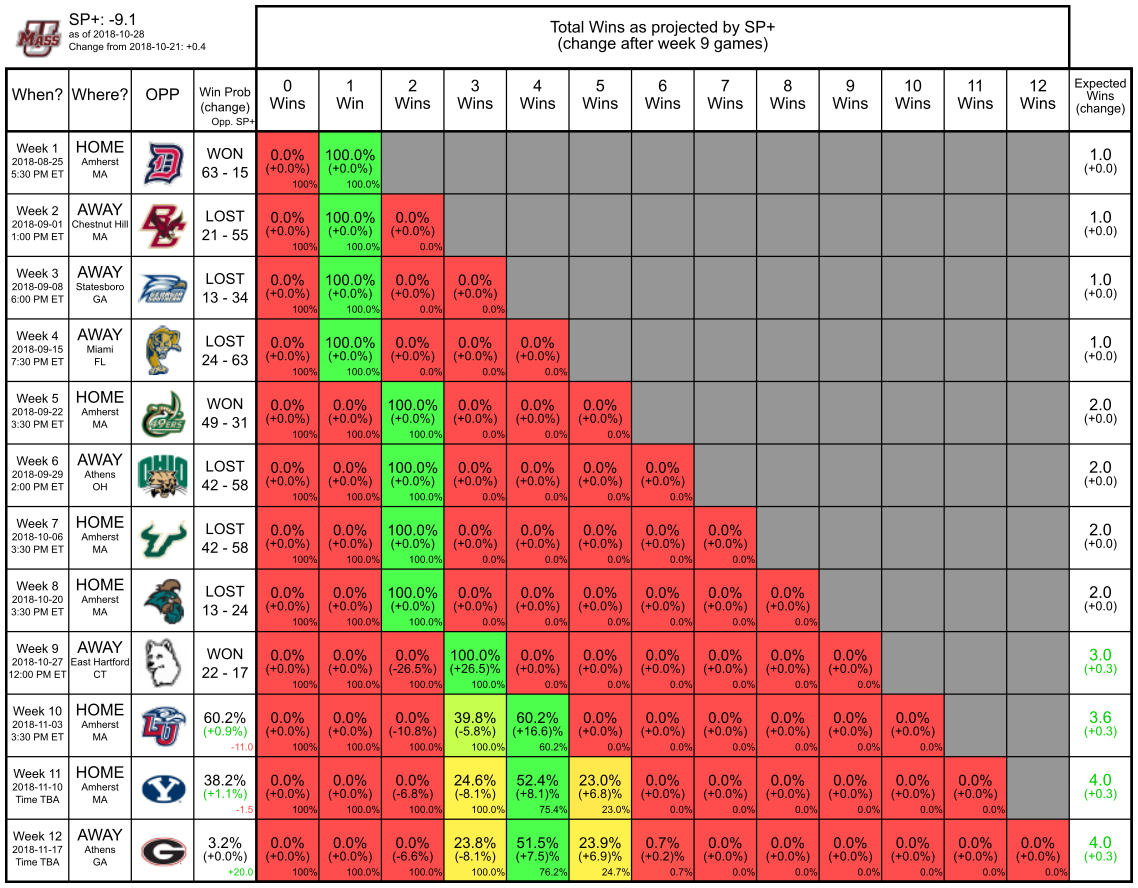 MASS
SP+: -9.1
as of 2018-10-28
Change from 2018-10-21: +0.4
Total Wins as projected by SP+
(change after week 9 games)
When? Where? OPP Win Prob (change) Opp. SP+ 0 Wins 1 Win 2 Wins 3 Wins 4 Wins 5 Wins 6 Wins 7 Wins 8 Wins 9 Wins 10 Wins 11 Wins 12 Wins Expected Wins (change)
Week 1 HOME WON 0.0% 100.0% 1.0
2018-08-25 Amherst 63 - 15 (+0.0%) (+0.0%) (+0.0)
5:30 PM ET MA 100% 100.0%
Week 2 AWAY LOST 0.0% 100.0% 0.0% 1.0
2018-09-01 Chestnut Hill 21 - 55 (+0.0%) (+0.0%) (+0.0%) (+0.0)
1:00 PM ET MA 100% 100.0% 0.0%
Week 3 AWAY LOST 0.0% 100.0% 0.0% 0.0% 1.0
2018-09-08 Statesboro 13 - 34 (+0.0%) (+0.0%) (+0.0%) (+0.0%) (+0.0)
6:00 PM ET GA 100% 100.0% 0.0% 0.0%
Week 4 AWAY LOST 0.0% 100.0% 0.0% 0.0% 0.0% 1.0
2018-09-15 Miami 24 - 63 (+0.0%) (+0.0%) (+0.0%) (+0.0%) (+0.0%) (+0.0)
7:30 PM ET FL 100% 100.0% 0.0% 0.0% 0.0%
Week 5 HOME WON 0.0% 0.0% 100.0% 0.0% 0.0% 0.0% 2.0
2018-09-22 Amherst 49ERS 49 - 31 (+0.0%) (+0.0%) (+0.0%) (+0.0%) (+0.0%) (+0.0%) (+0.0)
3:30 PM ET MA 100% 100.0% 100.0% 0.0% 0.0% 0.0%
Week 6 AWAY OHIO LOST 0.0% 0.0% 100.0% 0.0% 0.0% 0.0% 0.0% 2.0
2018-09-29 Athens 42 - 58 (+0.0%) (+0.0%) (+0.0%) (+0.0%) (+0.0%) (+0.0%) (+0.0%) (+0.0)
2:00 PM ET OH 100% 100.0% 100.0% 0.0% 0.0% 0.0% 0.0%
Week 7 HOME LOST 0.0% 0.0% 100.0% 0.0% 0.0% 0.0% 0.0% 0.0% 2.0
2018-10-06 Amherst 42 - 58 (+0.0%) (+0.0%) (+0.0%) (+0.0%) (+0.0%) (+0.0%) (+0.0%) (+0.0%) (+0.0)
3:30 PM ET MA 100% 100.0% 100.0% 0.0% 0.0% 0.0% 0.0% 0.0%
Week 8 HOME LOST 0.0% 0.0% 100.0% 0.0% 0.0% 0.0% 0.0% 0.0% 0.0% 2.0
2018-10-20 Amherst 13 - 24 (+0.0%) (+0.0%) (+0.0%) (+0.0%) (+0.0%) (+0.0%) (+0.0%) (+0.0%) (+0.0%) (+0.0)
3:30 PM ET MA 100% 100.0% 100.0% 0.0% 0.0% 0.0% 0.0% 0.0% 0.0%
Week 9 AWAY WON 0.0% 0.0% 0.0% 100.0% 0.0% 0.0% 0.0% 0.0% 0.0% 0.0% 3.0
2018-10-27 East Hartford 22 - 17 (+0.0%) (+0.0%) (-26.5%) (+26.5)% (+0.0%) (+0.0%) (+0.0%) (+0.0%) (+0.0%) (+0.0%) (+0.3)
12:00 PM ET CT 100% 100.0% 100.0% 100.0% 0.0% 0.0% 0.0% 0.0% 0.0% 0.0%
Week 10 HOME LU 60.2% 0.0% 0.0% 0.0% 39.8% 60.2% 0.0% 0.0% 0.0% 0.0% 0.0% 0.0% 3.6
2018-11-03 Amherst (+0.9%) (+0.0%) (+0.0%) (-10.8%) (-5.8%) (+16.6)% (+0.0%) (+0.0%) (+0.0%) (+0.0%) (+0.0%) (+0.0%) (+0.3)
3:30 PM ET MA -11.0 100% 100.0% 100.0% 100.0% 60.2% 0.0% 0.0% 0.0% 0.0% 0.0% 0.0%
Week 11 HOME Y 38.2% 0.0% 0.0% 0.0% 24.6% 52.4% 23.0% 0.0% 0.0% 0.0% 0.0% 0.0% 0.0% 4.0
2018-11-10 Amherst (+1.1%) (+0.0%) (+0.0%) (-6.8%) (-8.1%) (+8.1)% (+6.8)% (+0.0%) (+0.0%) (+0.0%) (+0.0%) (+0.0%) (+0.0%) (+0.3)
Time TBA MA -1.5 100% 100.0% 100.0% 100.0% 75.4% 23.0% 0.0% 0.0% 0.0% 0.0% 0.0% 0.0%
Week 12 AWAY G 3.2% 0.0% 0.0% 0.0% 23.8% 51.5% 23.9% 0.7% 0.0% 0.0% 0.0% 0.0% 0.0% 0.0% 4.0
2018-11-17 Athens (+0.0%) (+0.0%) (+0.0%) (-6.6%) (-8.1%) (+7.5)% (+6.9)% (+0.2)% (+0.0%) (+0.0%) (+0.0%) (+0.0%) (+0.0%) (+0.0%) (+0.3)
Time TBA GA +20.0 100% 100.0% 100.0% 100.0% 76.2% 24.7% 0.7% 0.0% 0.0% 0.0% 0.0% 0.0% 0.0%